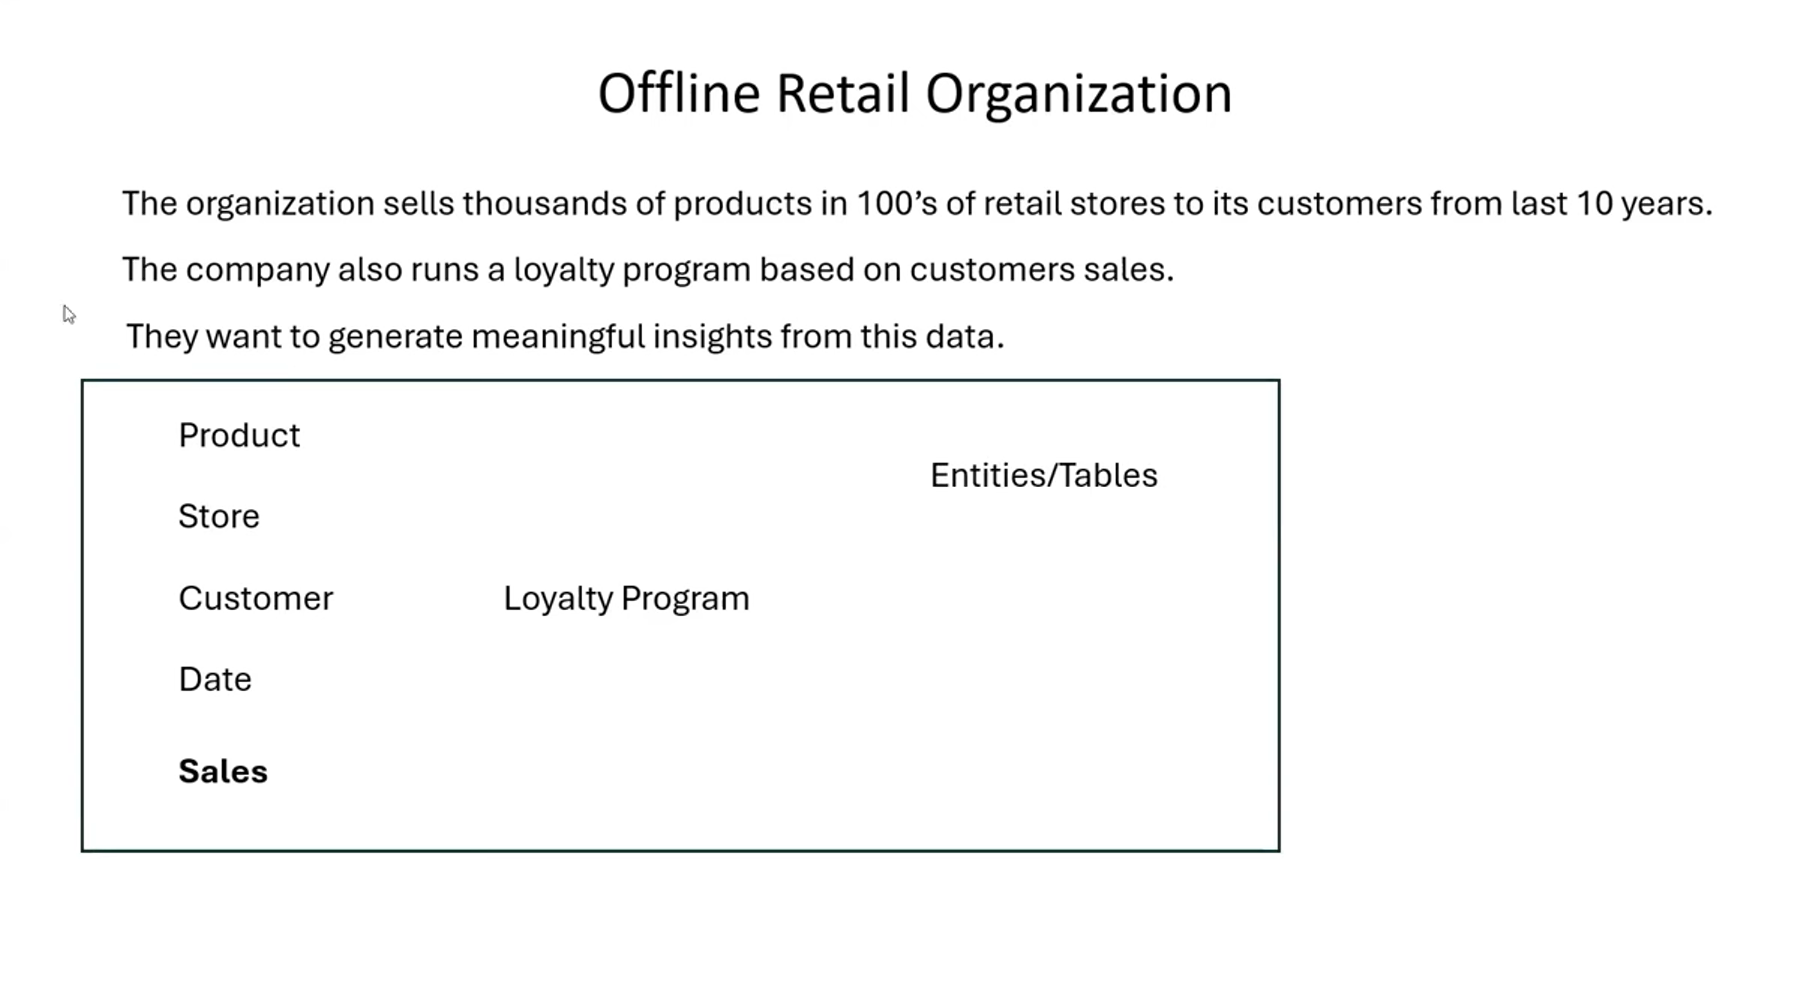 Offline Retail Organization
The organization sells thousands of products in 100’s of retail stores to its customers from last 10 years.
The company also runs a loyalty program based on customers sales.
They want to generate meaningful insights from this data.
Product
Entities/Tables
Store
Customer
Loyalty Program
Date
Sales